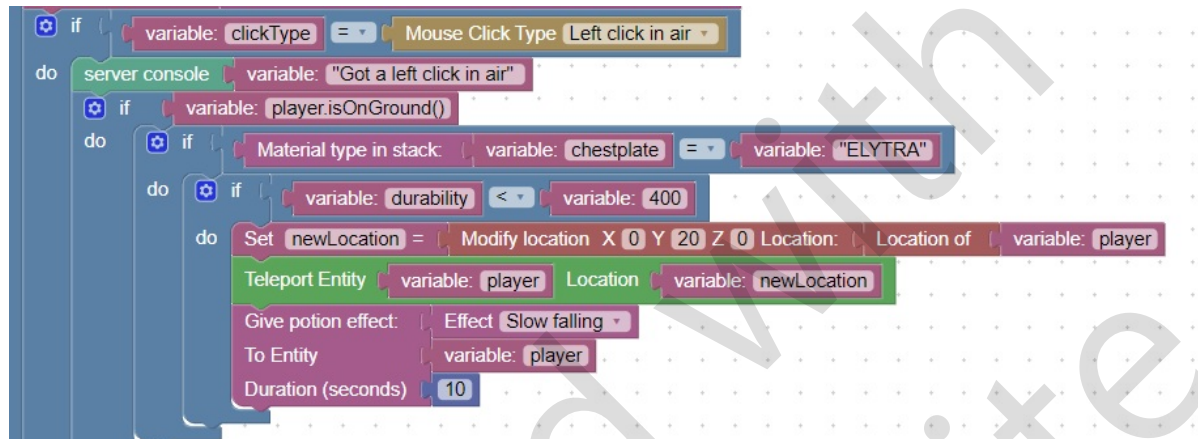 if variable: clickType = Mouse Click Type Left click in air
do server console variable: "Got a left click in air"
if variable: player.isOnGround()
do if Material type in stack: variable: chestplate = variable: "ELYTRA"
do if variable: durability < variable: 400
do Set newLocation = Modify location X 0 Y 20 Z 0 Location: Location of variable: player
Teleport Entity variable: player Location variable: newLocation
Give potion effect: Effect Slow falling
To Entity variable: player
Duration (seconds) 10